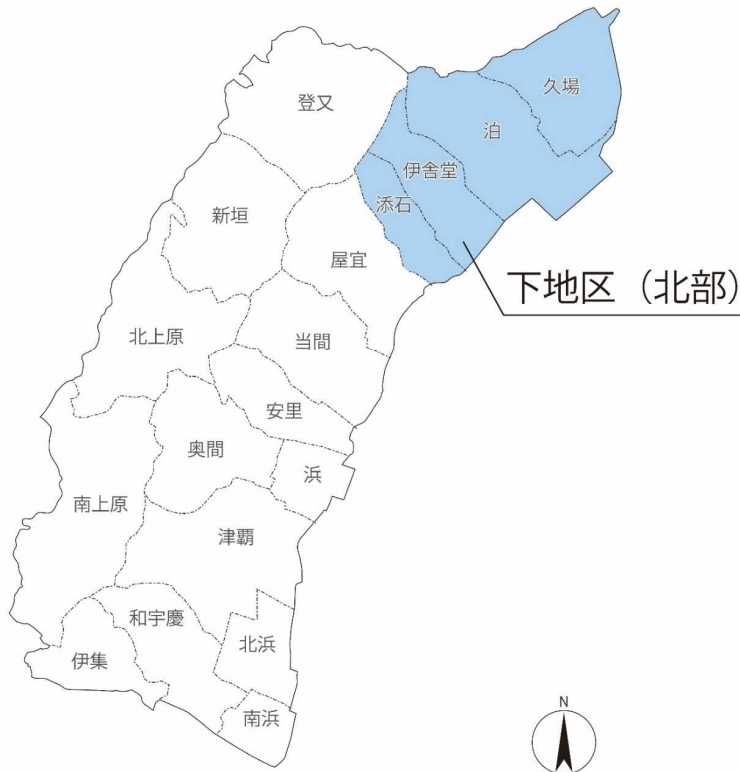 久場
登又
泊
伊舎堂
添石
新垣
屋宜
下地区（北部）
北上原
当間
安里
奥間
浜
南上原
津覇
和宇慶
北浜
伊集
南浜
N